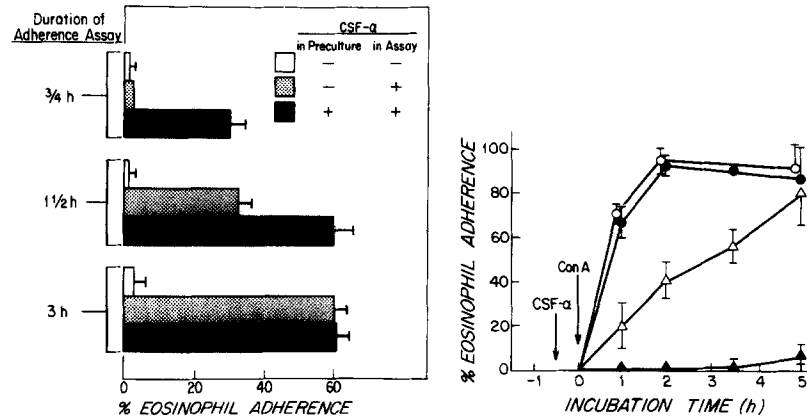 Duration of
Adherence Assay
CSF-α
in Preculture in Assay
– –
– +
+ +
3/4 h
1 1/2 h
3 h
0 20 40 60
% EOSINOPHIL ADHERENCE
% EOSINOPHIL ADHERENCE
100
80
60
40
20
0
Con A
CSF-α
-1 0 1 2 3 4 5
INCUBATION TIME (h)